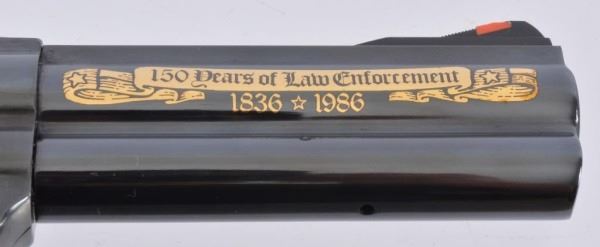 150 Years of Law Enforcement
1836 ☆ 1986